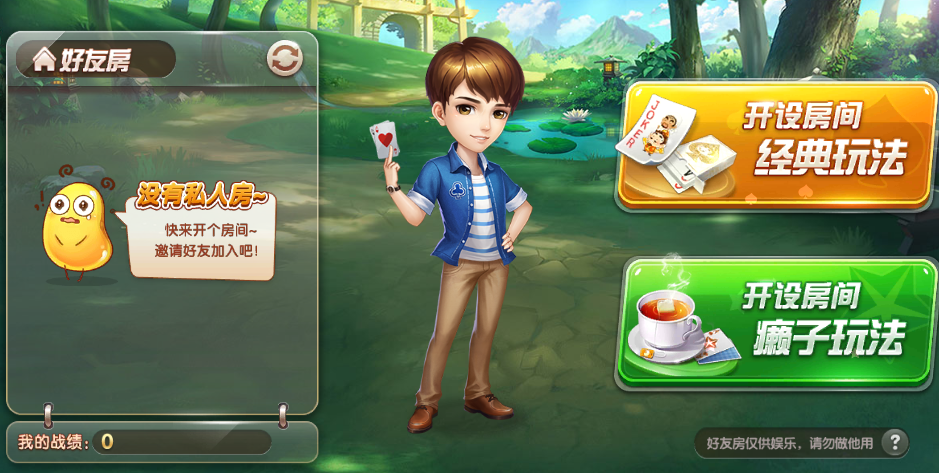 好友房
没有私人房~
快来开个房间~
邀请好友加入吧!
我的战绩: 0
JOKER
开设房间
经典玩法
开设房间
癞子玩法
好友房仅供娱乐，请勿做他用 ?